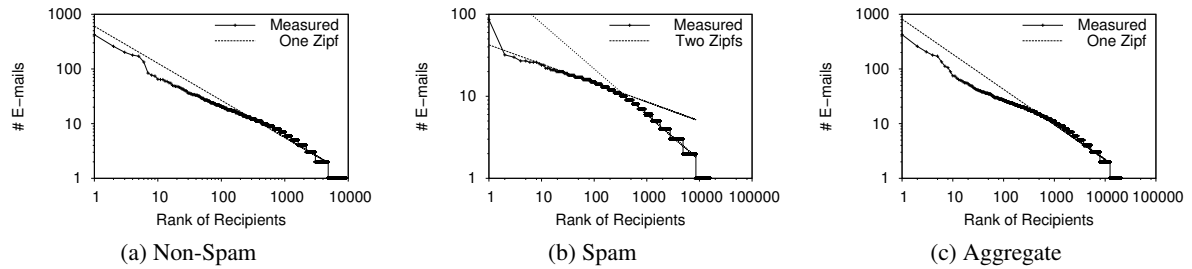 1000
100
10
1
# E−mails
1 10 100 1000 10000
Rank of Recipients
Measured
One Zipf
(a) Non-Spam
100
10
1
# E−mails
1 10 100 1000 10000 100000
Rank of Recipients
Measured
Two Zipfs
(b) Spam
1000
100
10
1
# E−mails
1 10 100 1000 10000 100000
Rank of Recipients
Measured
One Zipf
(c) Aggregate